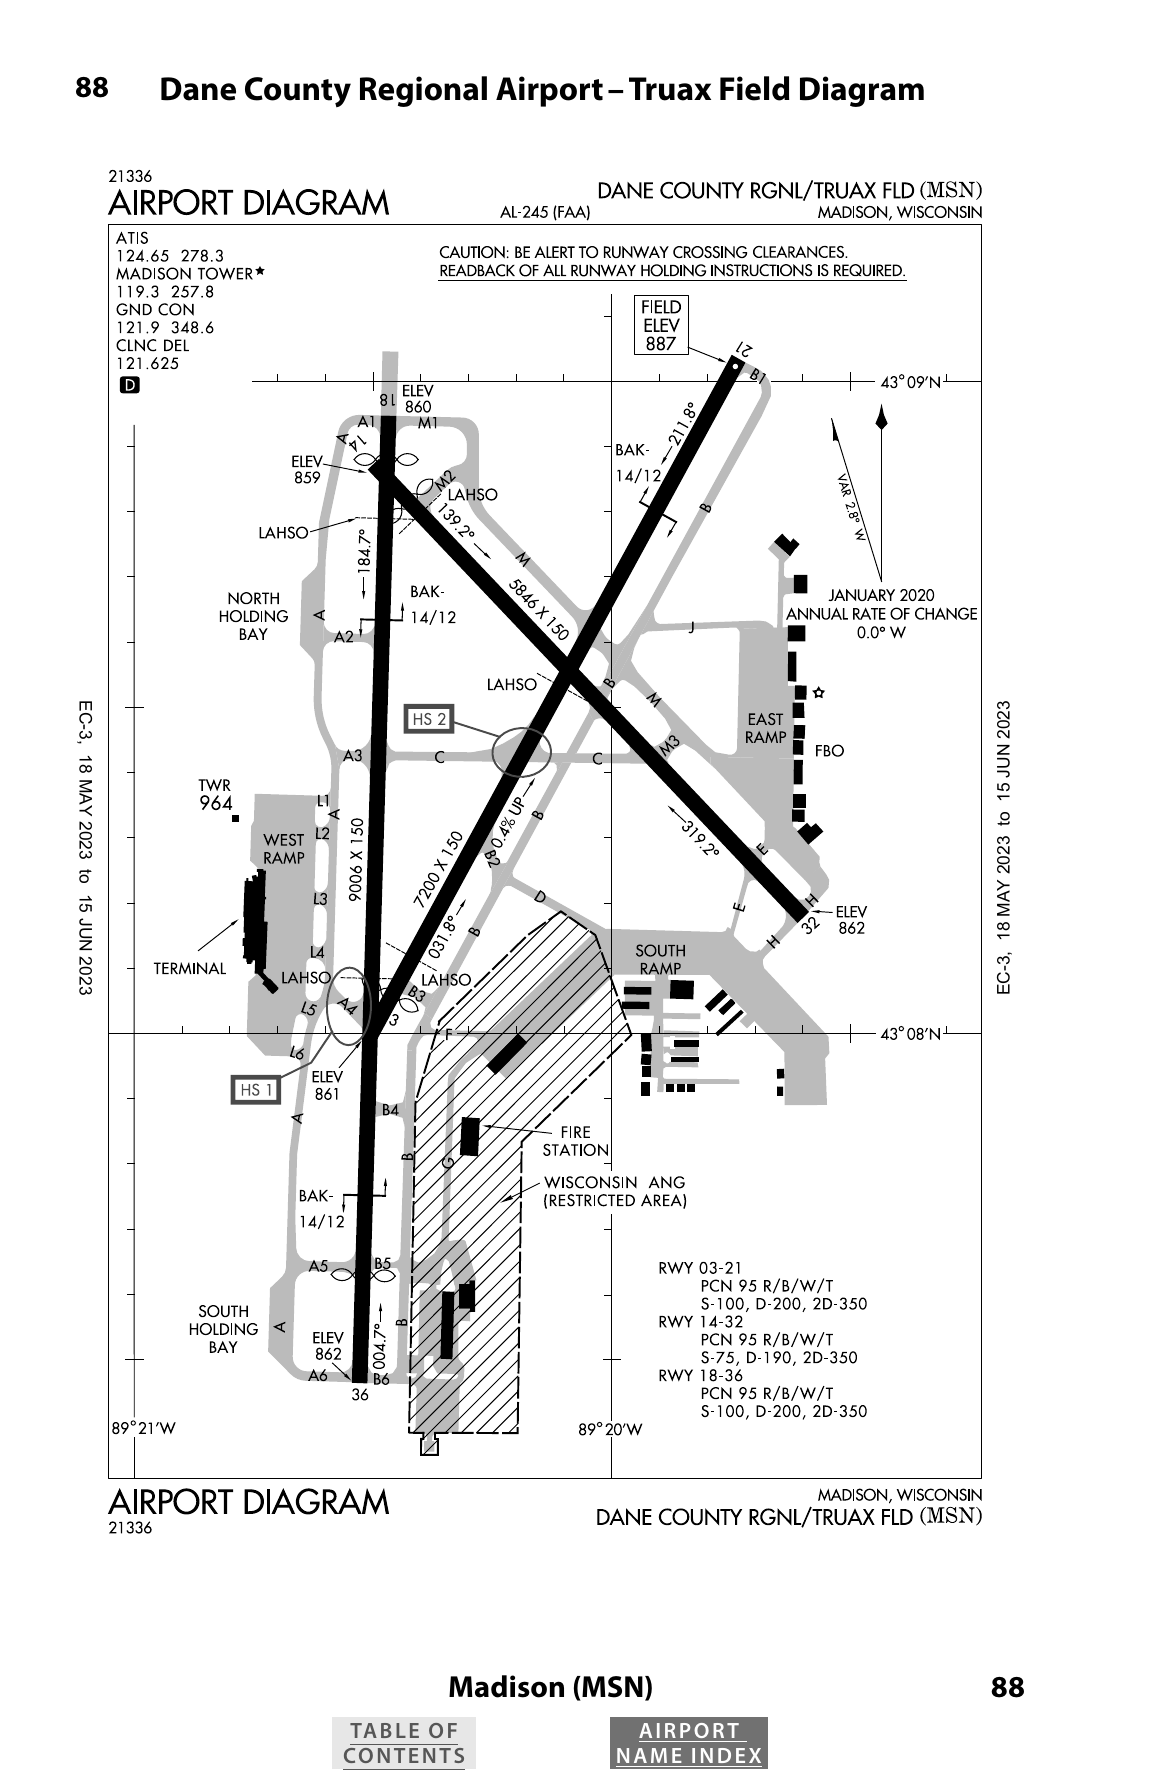 88 Dane County Regional Airport – Truax Field Diagram
21336
AIRPORT DIAGRAM
AL-245 (FAA)
DANE COUNTY RGNL/TRUAX FLD (MSN)
MADISON, WISCONSIN
ATIS
124.65 278.3
MADISON TOWER★
119.3 257.8
GND CON
121.9 348.6
CLNC DEL
121.625
D
CAUTION: BE ALERT TO RUNWAY CROSSING CLEARANCES.
READBACK OF ALL RUNWAY HOLDING INSTRUCTIONS IS REQUIRED.
FIELD
ELEV
887
21
B1
43°09'N
18
ELEV
860
A1
M1
A
14
ELEV
859
M2
LAHSO
LAHSO
139.2°
184.7°
211.8°
BAK-
14/12
B
VAR 2.8° W
JANUARY 2020
ANNUAL RATE OF CHANGE
0.0° W
NORTH
HOLDING
BAY
A
A2
BAK-
14/12
M
5846 X 150
J
LAHSO
B
M
HS 2
EAST
RAMP
FBO
M3
A3
C
C
TWR
964
L1
A
L2
WEST
RAMP
9006 X 150
7200 X 150
0.4% UP
B2
B
319.2°
E
L3
D
E
H
32
ELEV
862
H
031.8°
B
L4
TERMINAL
LAHSO
LAHSO
SOUTH
RAMP
A4
B3
3
L5
F
43°08'N
L6
HS 1
ELEV
861
A
B4
FIRE
STATION
B
G
WISCONSIN ANG
(RESTRICTED AREA)
BAK-
14/12
A5
B5
SOUTH
HOLDING
BAY
A
ELEV
862
004.7°
B
A6
B6
36
RWY 03-21
PCN 95 R/B/W/T
S-100, D-200, 2D-350
RWY 14-32
PCN 95 R/B/W/T
S-75, D-190, 2D-350
RWY 18-36
PCN 95 R/B/W/T
S-100, D-200, 2D-350
89°21'W
89°20'W
EC-3, 18 MAY 2023 to 15 JUN 2023
EC-3, 18 MAY 2023 to 15 JUN 2023
AIRPORT DIAGRAM
21336
MADISON, WISCONSIN
DANE COUNTY RGNL/TRUAX FLD (MSN)
Madison (MSN)
88
TABLE OF
CONTENTS
AIRPORT
NAME INDEX